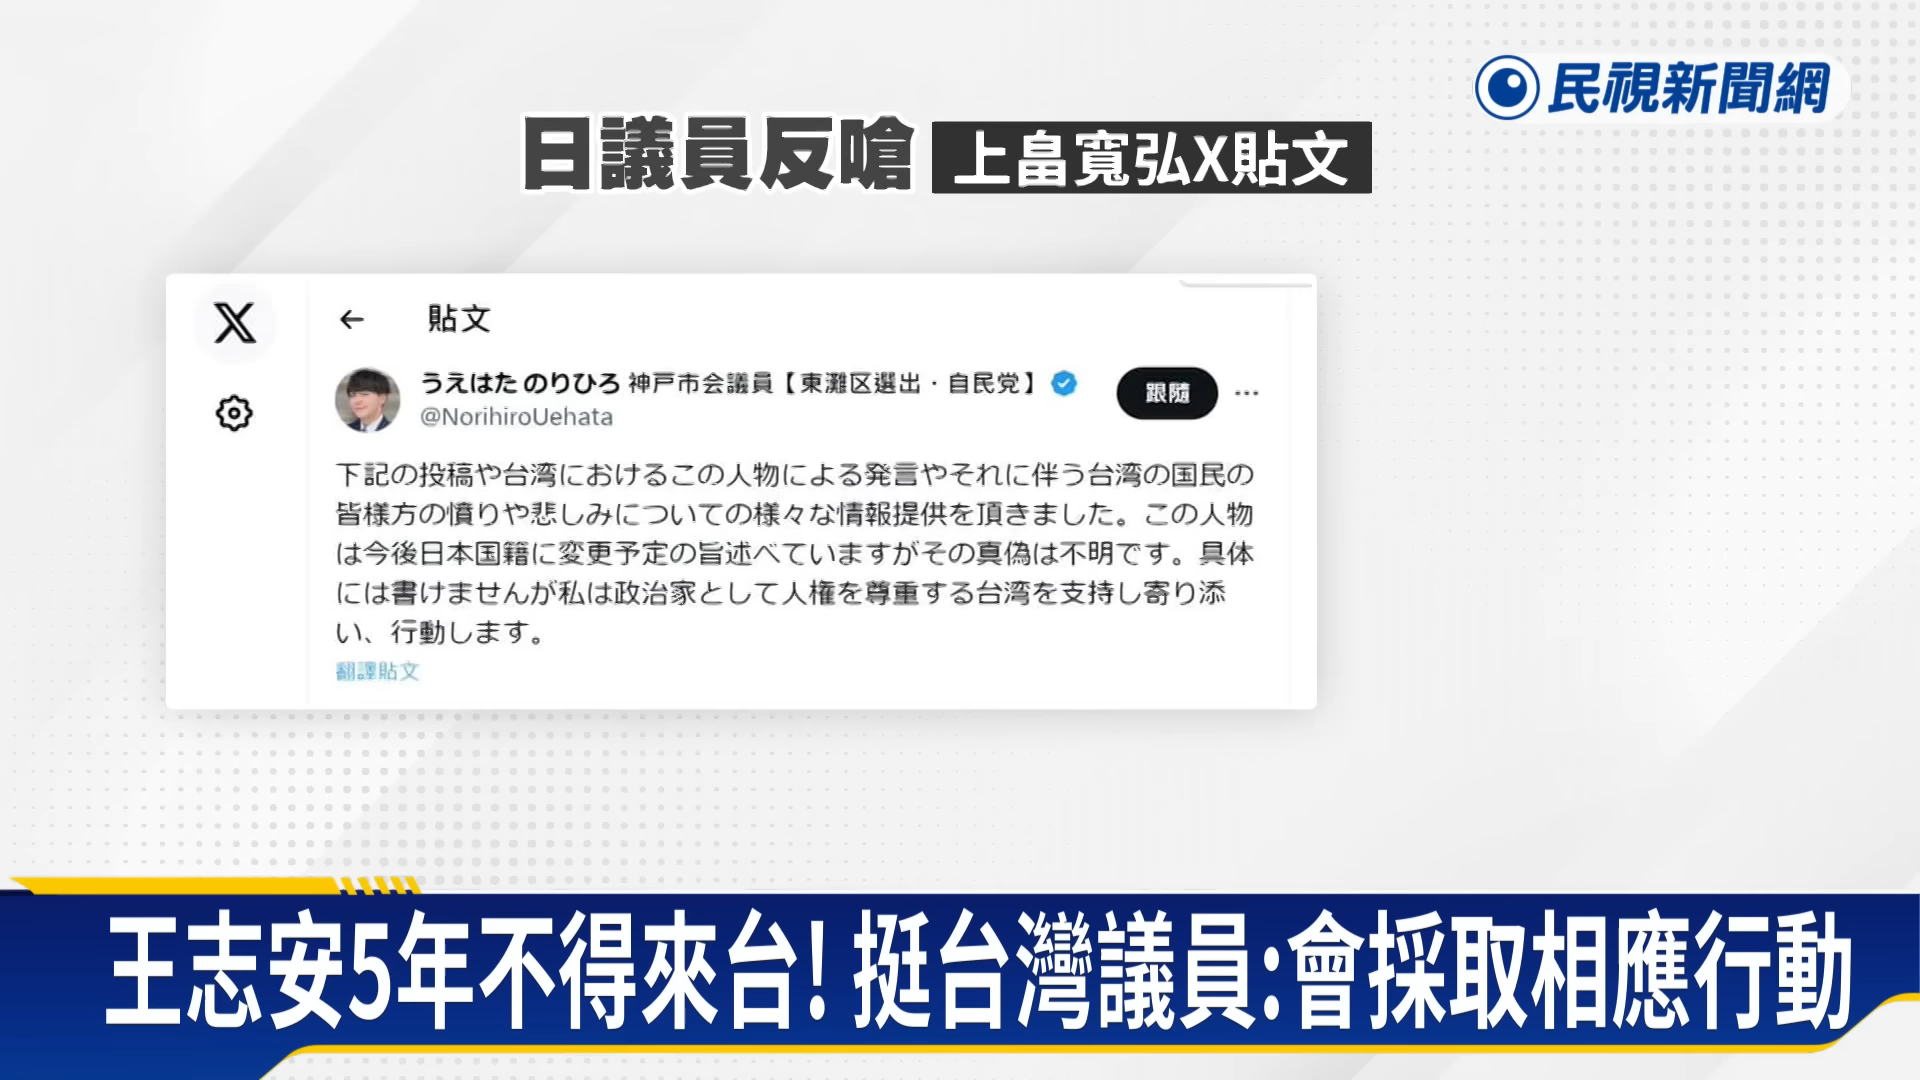 民視新聞網
日議員反嗆 上畠寬弘X貼文
X
← 貼文
うえはた のりひろ 神戸市会議員【東灘区選出・自民党】
跟隨 ···
@NorihiroUehata
下記の投稿や台湾におけるこの人物による発言やそれに伴う台湾の国民の
皆様方の憤りや悲しみについての様々な情報提供を頂きました。この人物
は今後日本国籍に変更予定の旨述べていますがその真偽は不明です。具体
には書けませんが私は政治家として人権を尊重する台湾を支持し寄り添
い、行動します。
翻譯貼文
王志安5年不得來台! 挺台灣議員:會採取相應行動